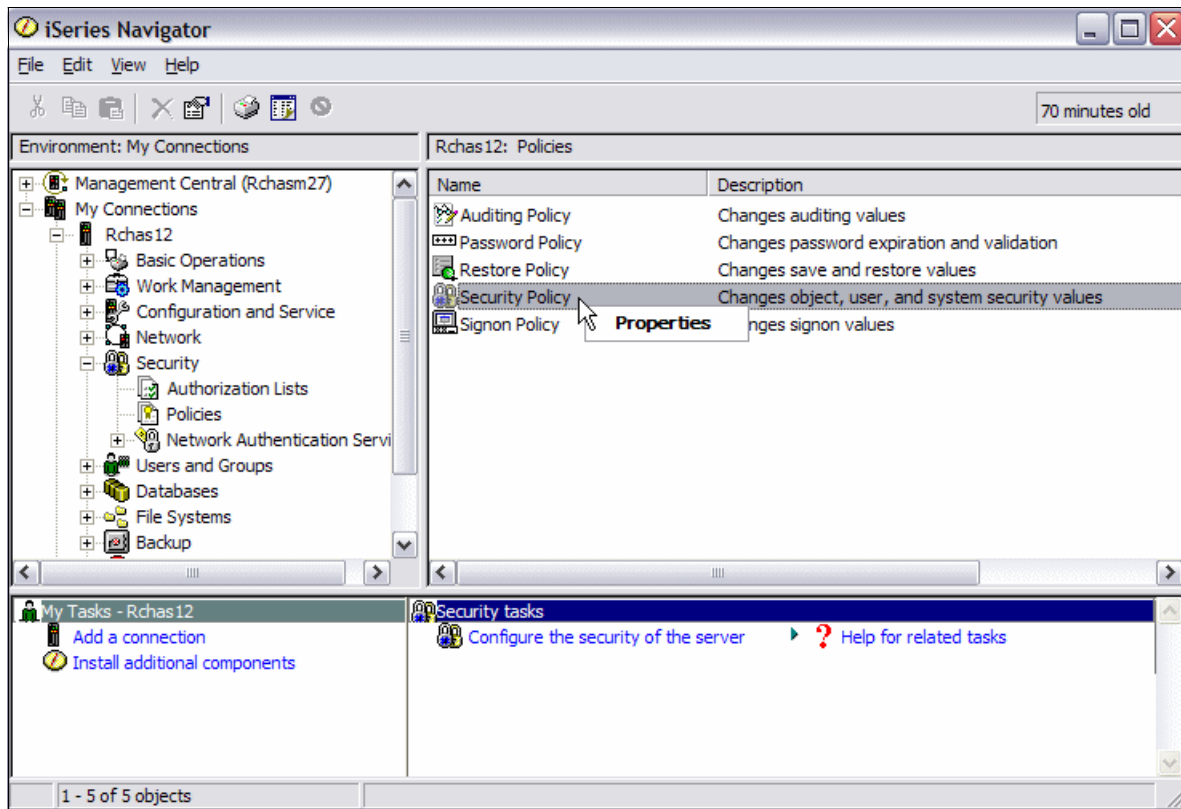 iSeries Navigator
File Edit View Help
70 minutes old
Environment: My Connections
Rchas12: Policies
Management Central (Rchasm27)
My Connections
Rchas12
Basic Operations
Work Management
Configuration and Service
Network
Security
Authorization Lists
Policies
Network Authentication Servi
Users and Groups
Databases
File Systems
Backup
Name Description
Auditing Policy Changes auditing values
Password Policy Changes password expiration and validation
Restore Policy Changes save and restore values
Security Policy Changes object, user, and system security values
Signon Policy nges signon values
Properties
My Tasks - Rchas12
Add a connection
Install additional components
Security tasks
Configure the security of the server
? Help for related tasks
1 - 5 of 5 objects